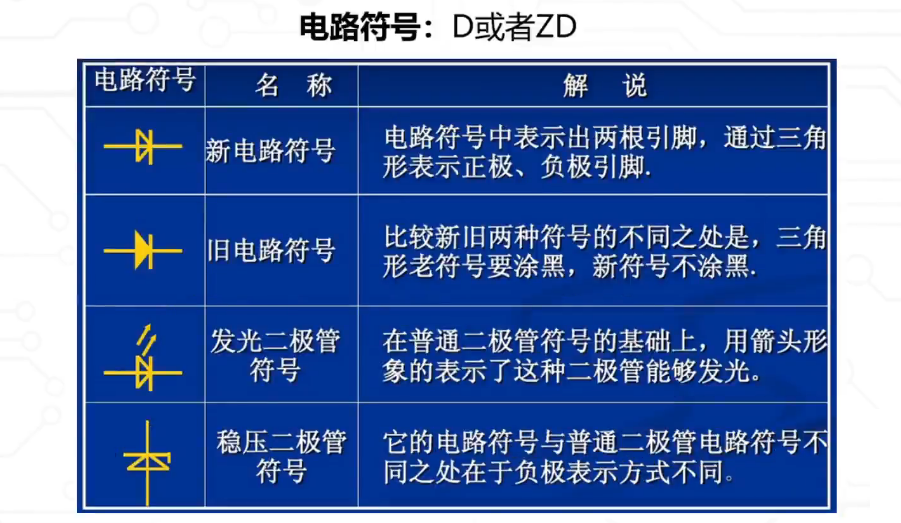 电路符号：D或者ZD
电路符号 名 称 解 说
新电路符号
电路符号中表示出两根引脚，通过三角
形表示正极、负极引脚.
旧电路符号
比较新旧两种符号的不同之处是，三角
形老符号要涂黑，新符号不涂黑.
发光二极管
符号
在普通二极管符号的基础上，用箭头形
象的表示了这种二极管能够发光。
稳压二极管
符号
它的电路符号与普通二极管电路符号不
同之处在于负极表示方式不同。